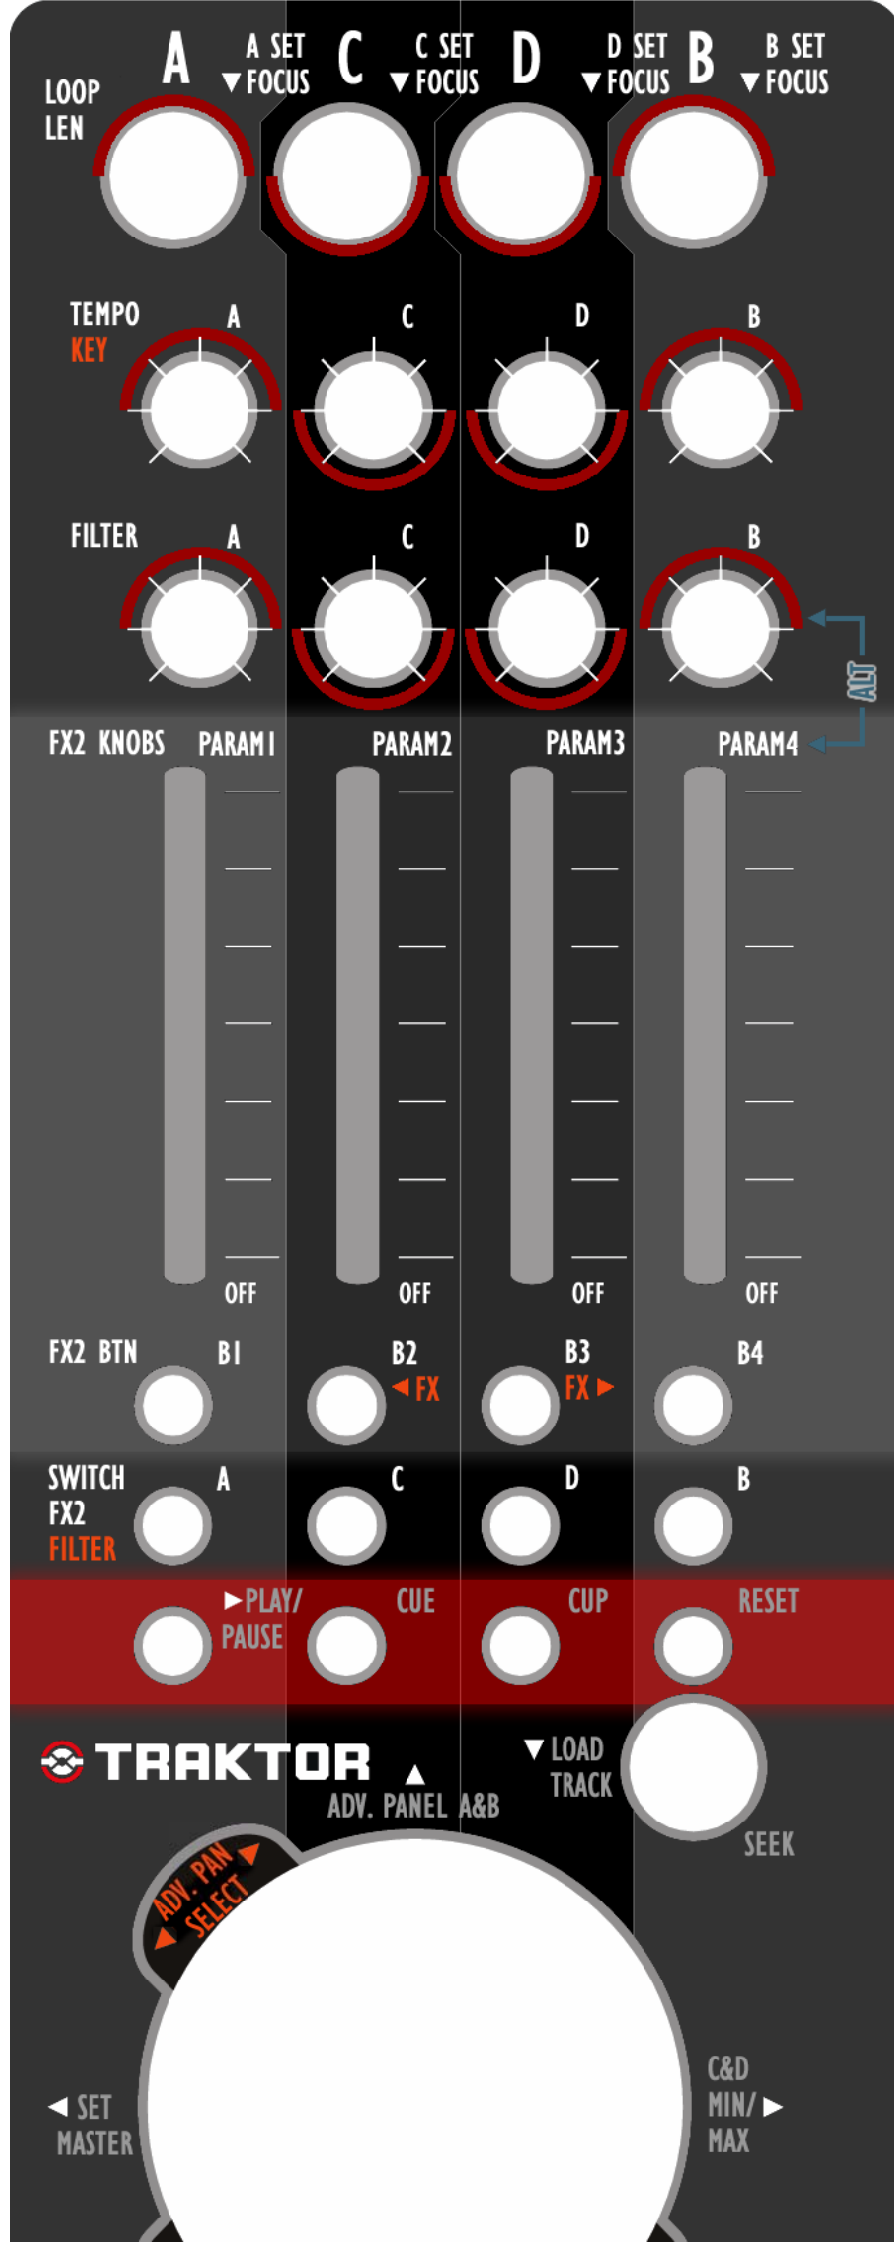 A A SET C C SET D D SET B B SET
▼FOCUS ▼FOCUS ▼FOCUS ▼FOCUS
LOOP
LEN
TEMPO A C D B
KEY
FILTER A C D B
ALT
FX2 KNOBS PARAM1 PARAM2 PARAM3 PARAM4
OFF OFF OFF OFF
FX2 BTN B1 B2 B3 B4
◄FX FX►
SWITCH A C D B
FX2
FILTER
►PLAY/ CUE CUP RESET
PAUSE
TRAKTOR
▼LOAD
TRACK
▲
ADV. PANEL A&B
SEEK
ADV. PAN ►
◄ SELECT
C&D
◄ SET MIN/►
MASTER MAX